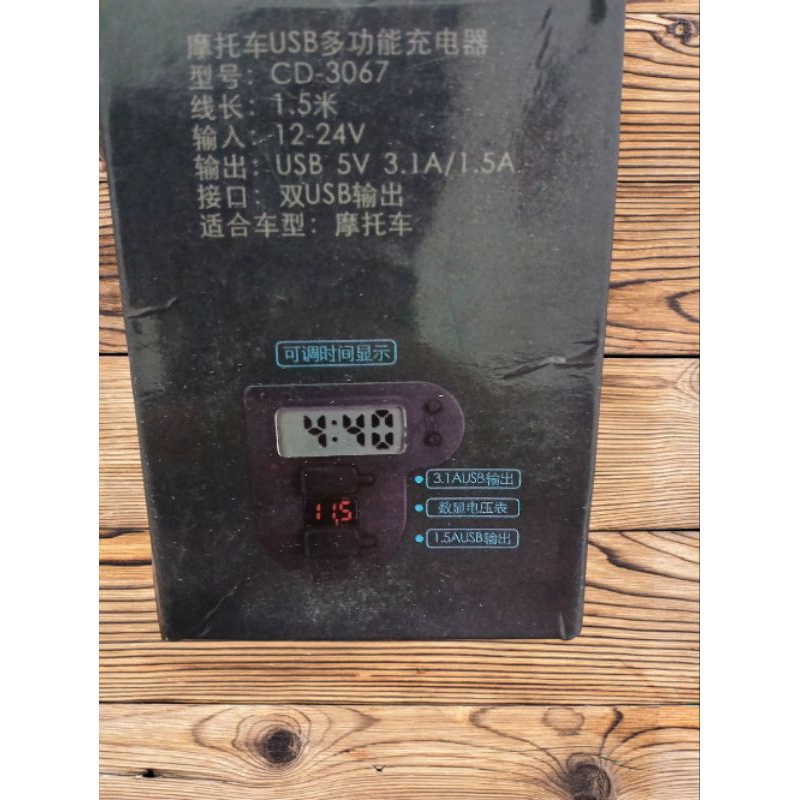 摩托车USB多功能充电器
型号：CD-3067
线长：1.5米
输入：12-24V
输出：USB 5V 3.1A/1.5A
接口：双USB输出
适合车型：摩托车
可调时间显示
4:40
3.1AUSB输出
11.5
数显电压表
1.5AUSB输出